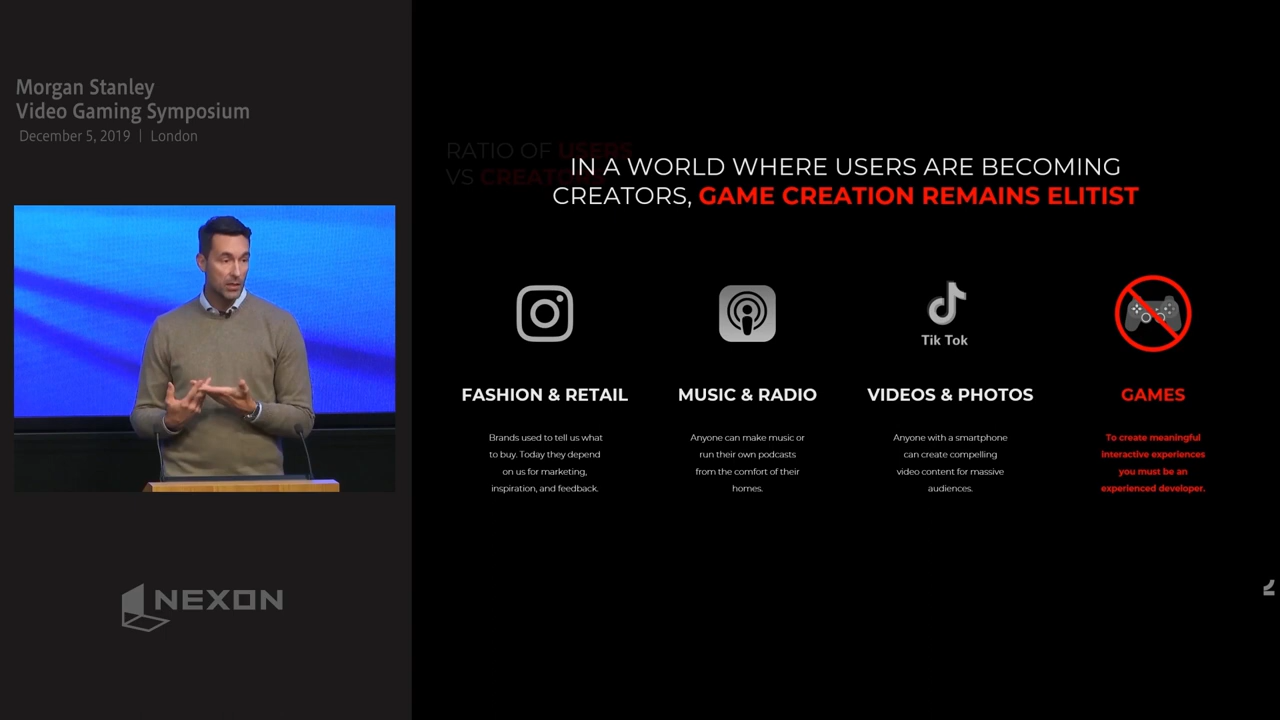 Morgan Stanley
Video Gaming Symposium
December 5, 2019 | London
NEXON
RATIO OF USERS
VS CREATORS
IN A WORLD WHERE USERS ARE BECOMING
CREATORS, GAME CREATION REMAINS ELITIST
Tik Tok
FASHION & RETAIL
Brands used to tell us what
to buy. Today they depend
on us for marketing,
inspiration, and feedback.
MUSIC & RADIO
Anyone can make music or
run their own podcasts
from the comfort of their
homes.
VIDEOS & PHOTOS
Anyone with a smartphone
can create compelling
video content for massive
audiences.
GAMES
To create meaningful
interactive experiences
you must be an
experienced developer.